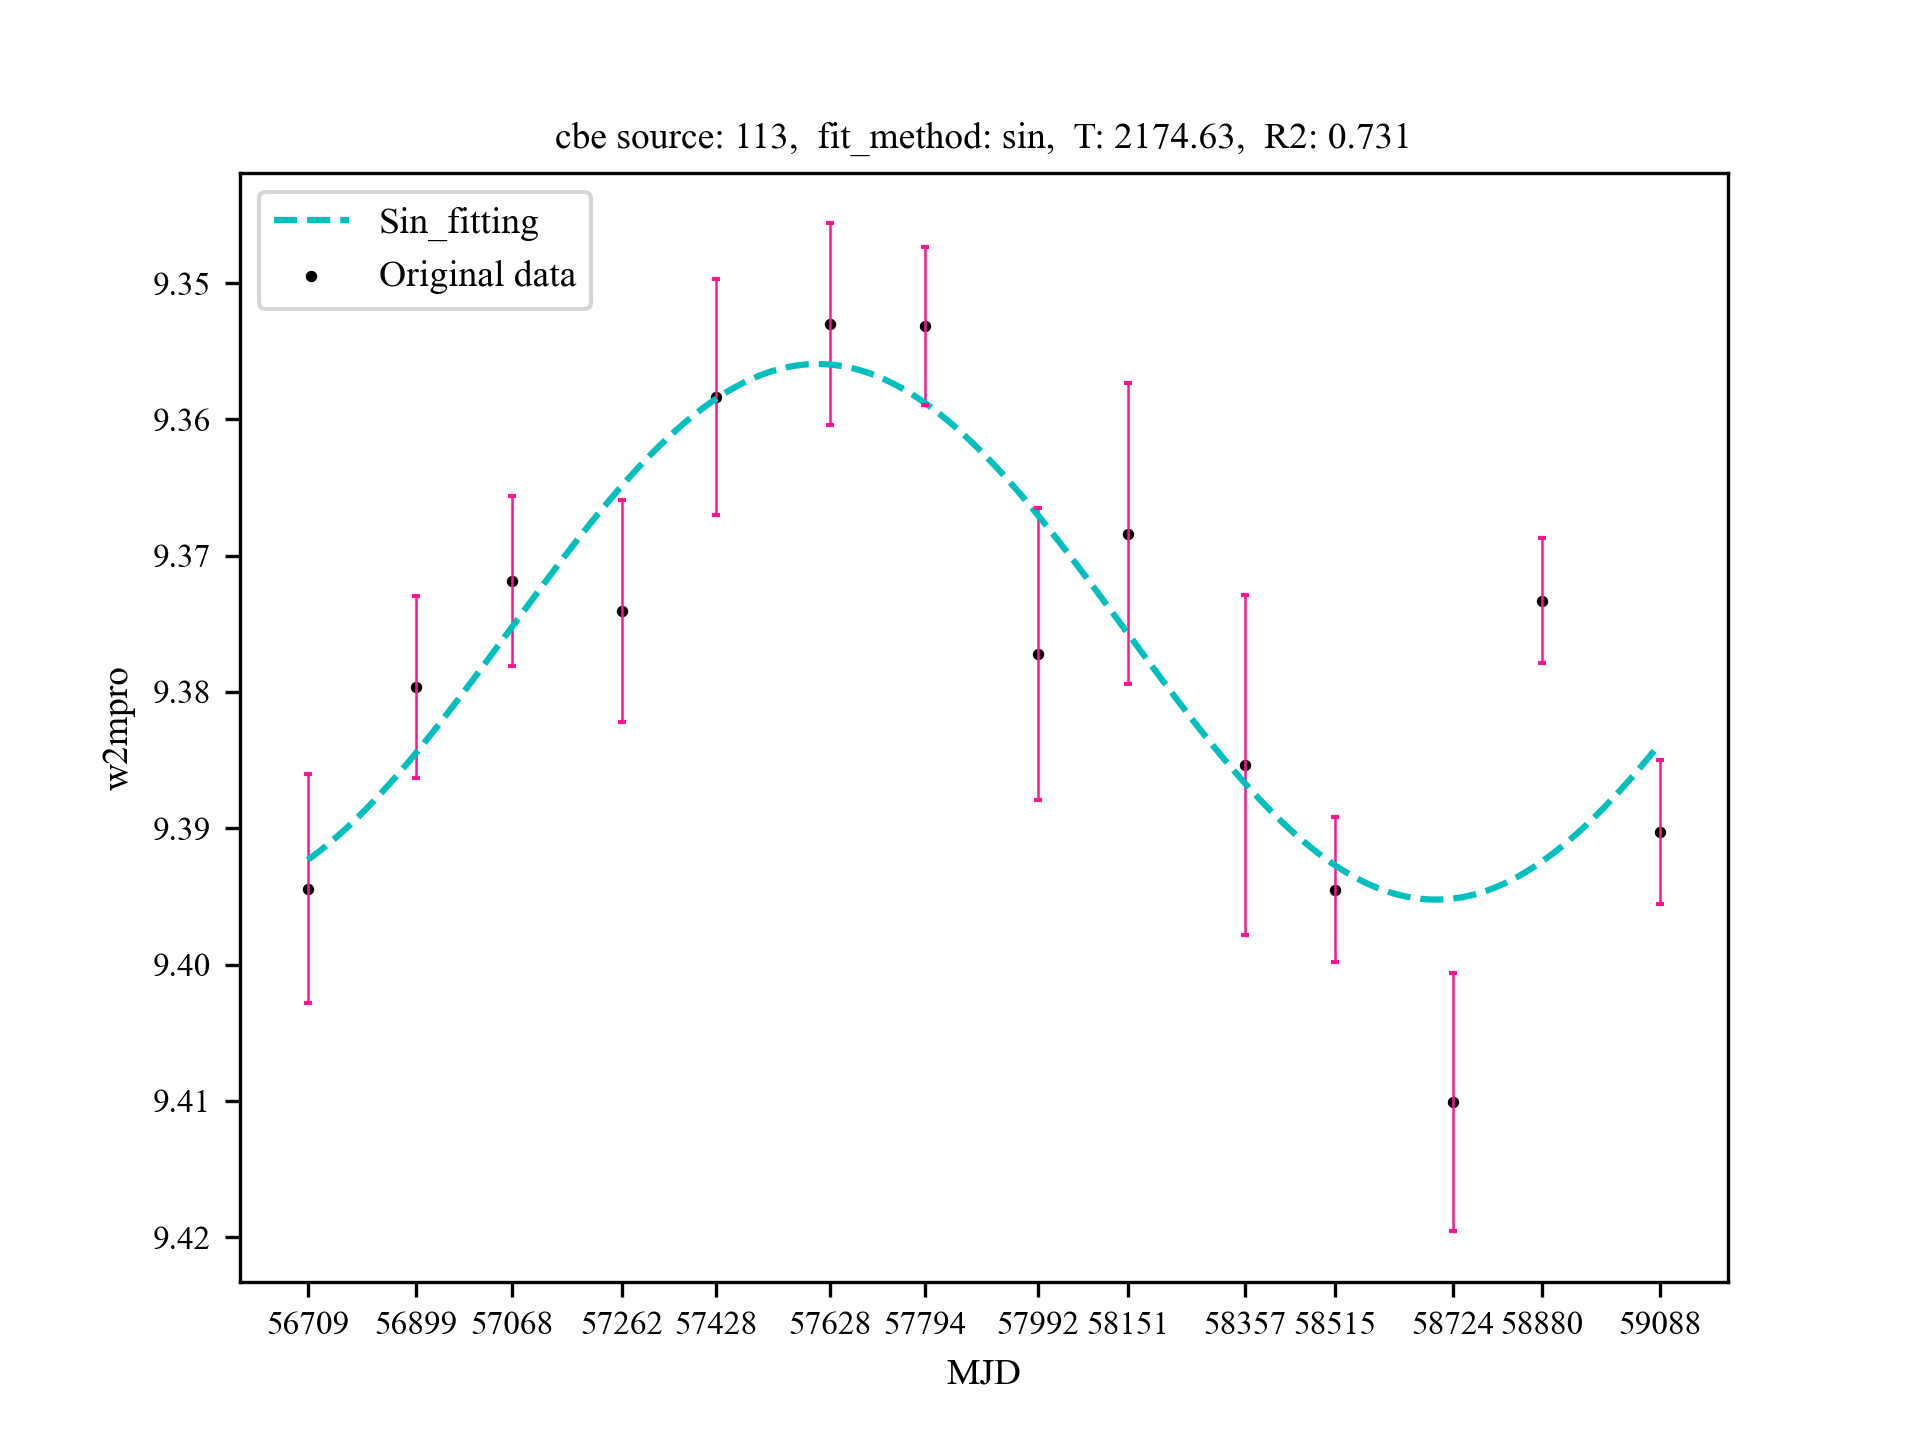 cbe source: 113,  fit_method: sin,  T: 2174.63,  R2: 0.731
Sin_fitting
Original data
9.35
9.36
9.37
9.38
9.39
9.40
9.41
9.42
w2mpro
56709 56899 57068 57262 57428 57628 57794 57992 58151 58357 58515 58724 58880 59088
MJD